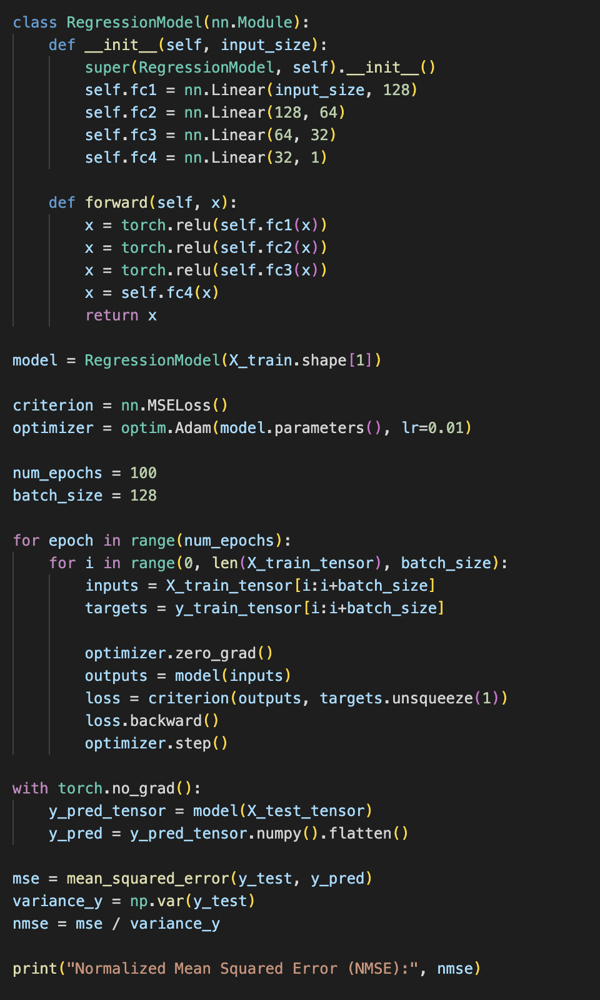 class RegressionModel(nn.Module):
    def __init__(self, input_size):
        super(RegressionModel, self).__init__()
        self.fc1 = nn.Linear(input_size, 128)
        self.fc2 = nn.Linear(128, 64)
        self.fc3 = nn.Linear(64, 32)
        self.fc4 = nn.Linear(32, 1)

    def forward(self, x):
        x = torch.relu(self.fc1(x))
        x = torch.relu(self.fc2(x))
        x = torch.relu(self.fc3(x))
        x = self.fc4(x)
        return x

model = RegressionModel(X_train.shape[1])

criterion = nn.MSELoss()
optimizer = optim.Adam(model.parameters(), lr=0.01)

num_epochs = 100
batch_size = 128

for epoch in range(num_epochs):
    for i in range(0, len(X_train_tensor), batch_size):
        inputs = X_train_tensor[i:i+batch_size]
        targets = y_train_tensor[i:i+batch_size]

        optimizer.zero_grad()
        outputs = model(inputs)
        loss = criterion(outputs, targets.unsqueeze(1))
        loss.backward()
        optimizer.step()

with torch.no_grad():
    y_pred_tensor = model(X_test_tensor)
    y_pred = y_pred_tensor.numpy().flatten()

mse = mean_squared_error(y_test, y_pred)
variance_y = np.var(y_test)
nmse = mse / variance_y

print("Normalized Mean Squared Error (NMSE):", nmse)